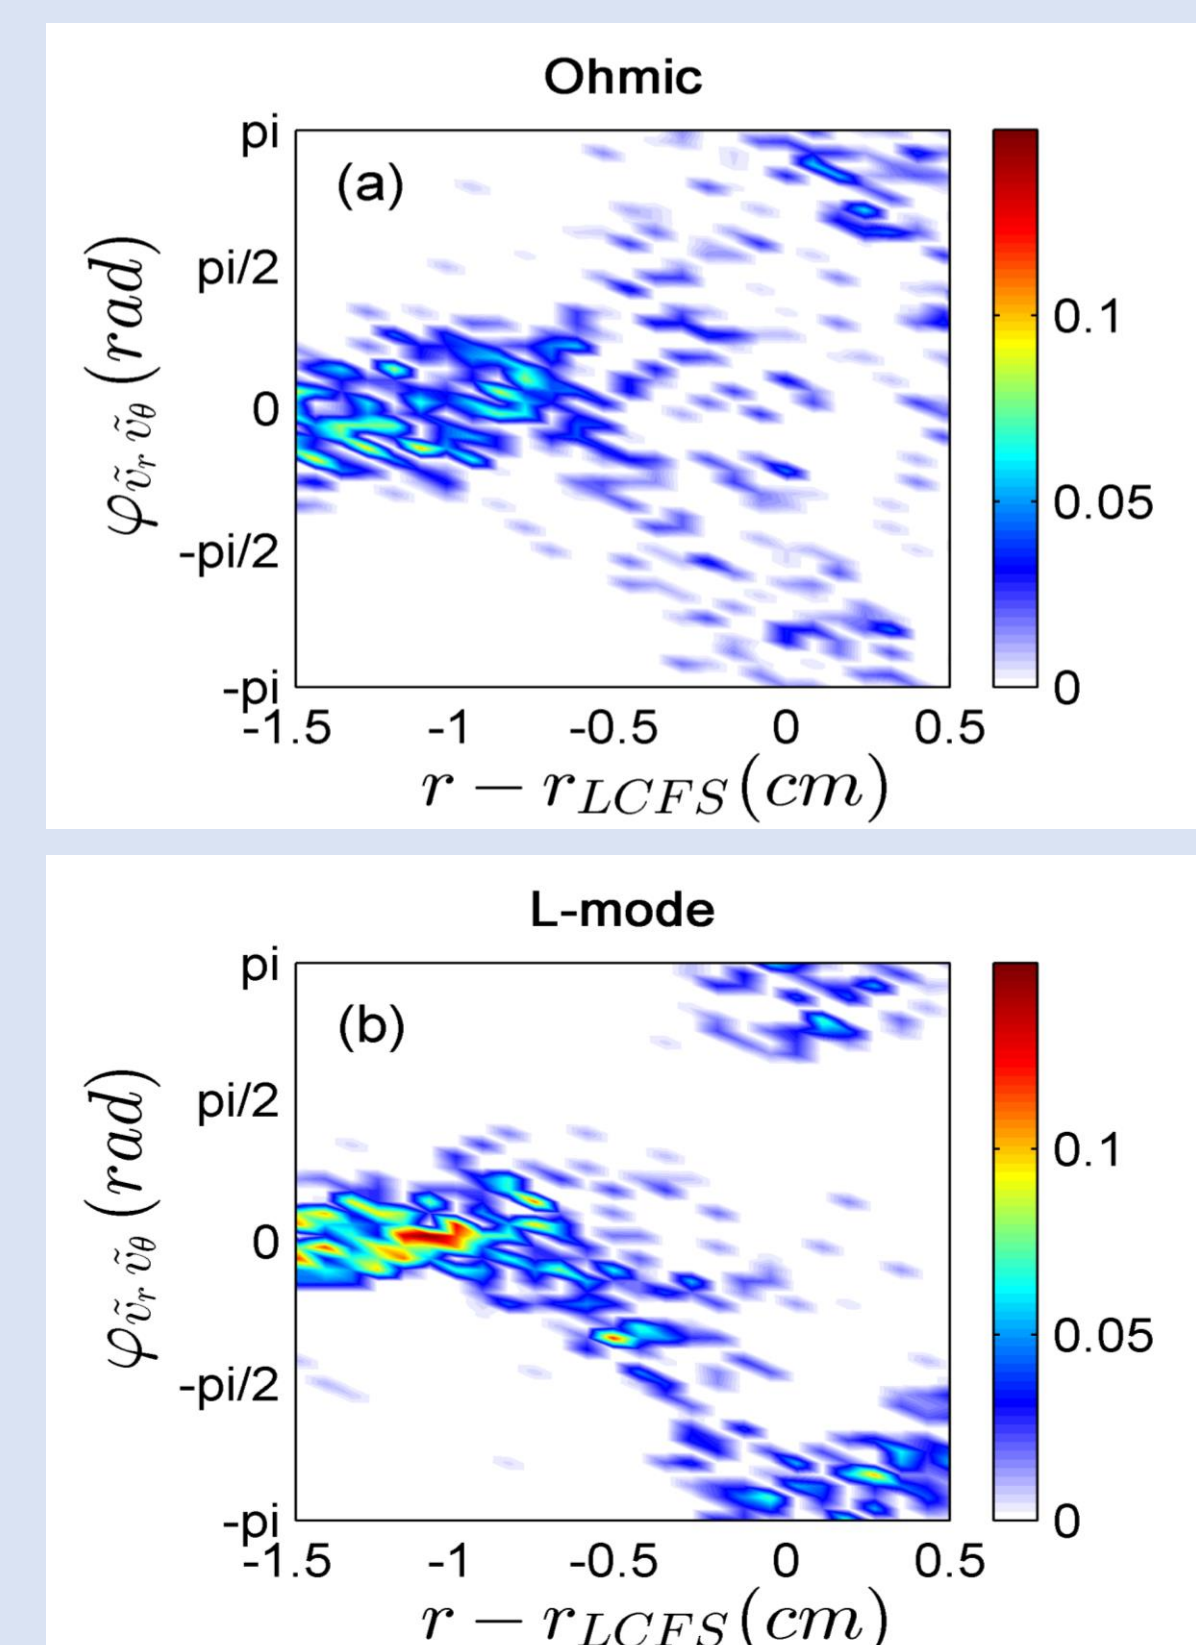 Ohmic
(a)
pi
pi/2
0
-pi/2
-pi
φ ṽr ṽθ (rad)
-1.5 -1 -0.5 0 0.5
r − rLCFS(cm)
0.1
0.05
0
L-mode
(b)
pi
pi/2
0
-pi/2
-pi
φ ṽr ṽθ (rad)
-1.5 -1 -0.5 0 0.5
r − rLCFS(cm)
0.1
0.05
0